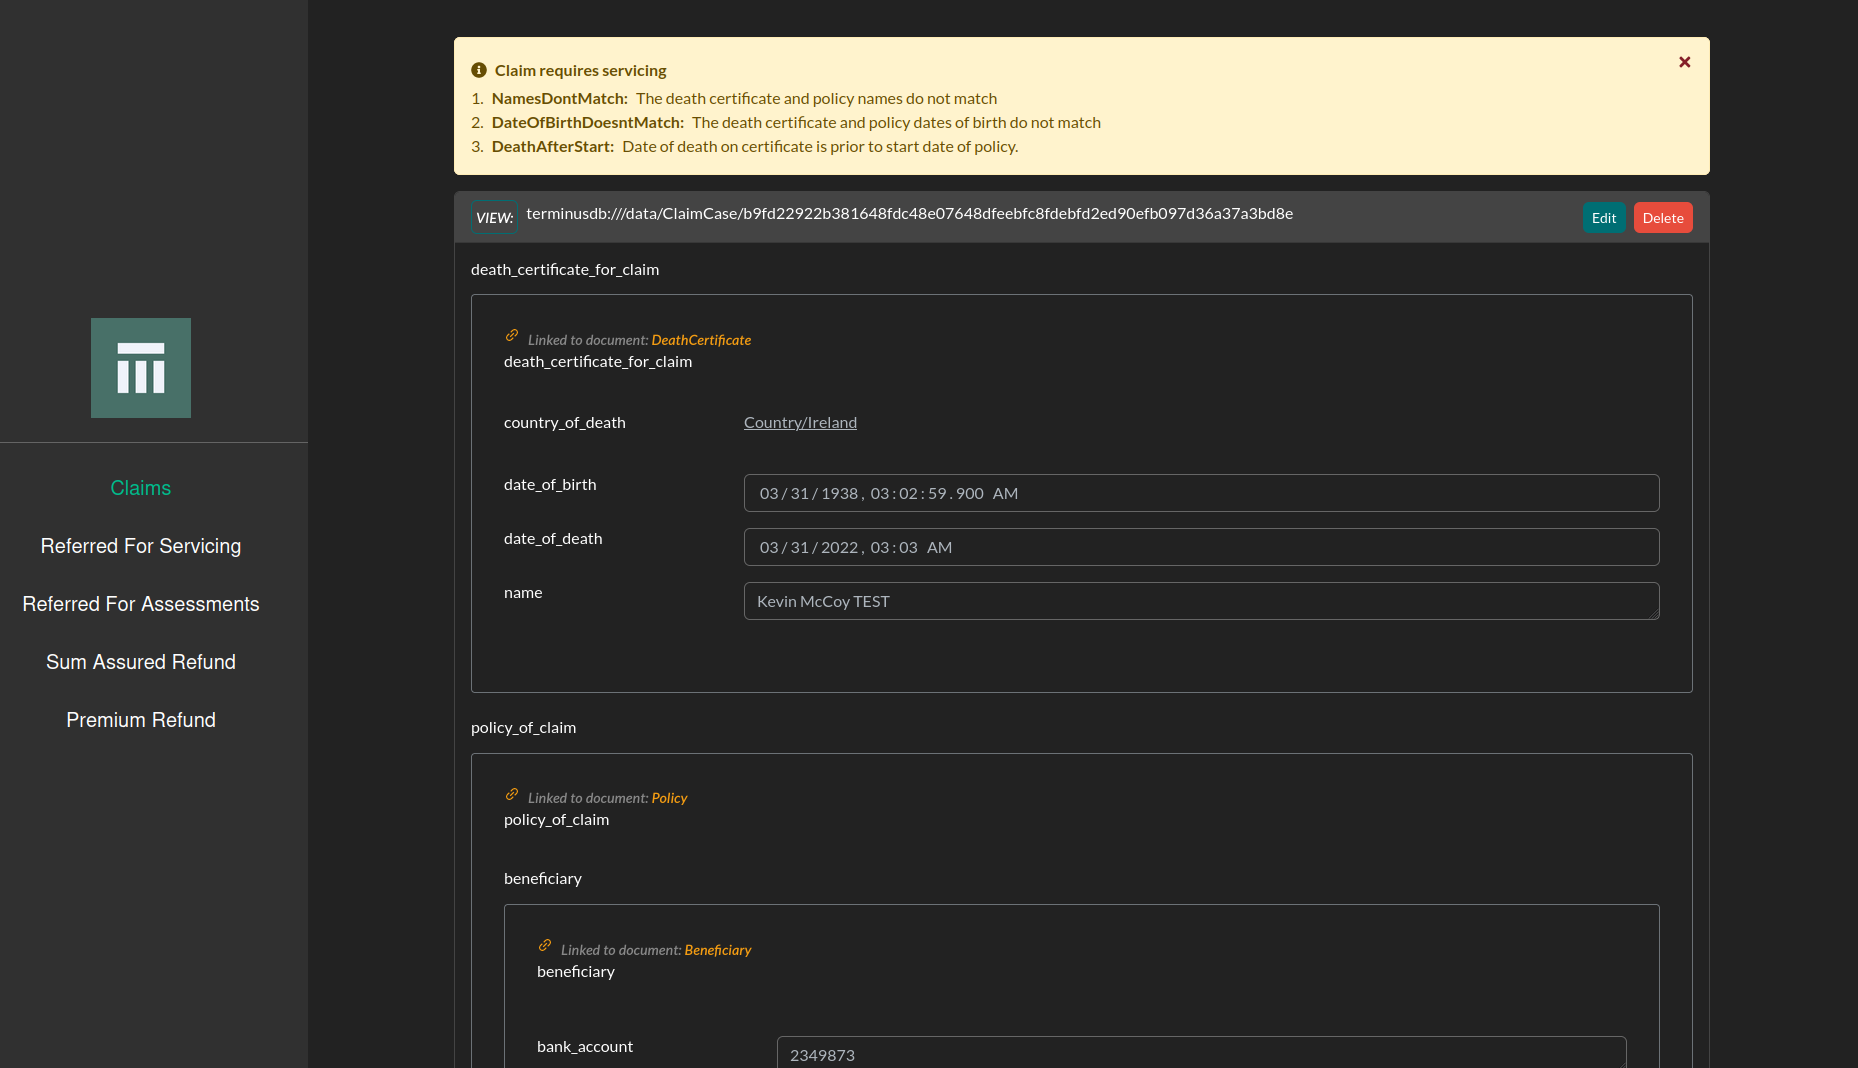 Claim requires servicing
1. NamesDontMatch: The death certificate and policy names do not match
2. DateOfBirthDoesntMatch: The death certificate and policy dates of birth do not match
3. DeathAfterStart: Date of death on certificate is prior to start date of policy.
VIEW: terminusdb:///data/ClaimCase/b9fd22922b381648fdc48e07648dfeebfc8fdebfd2ed90efb097d36a37a3bd8e Edit Delete
death_certificate_for_claim
Linked to document: DeathCertificate
death_certificate_for_claim
country_of_death Country/Ireland
date_of_birth 03/31/1938, 03:02:59.900 AM
date_of_death 03/31/2022, 03:03 AM
name Kevin McCoy TEST
policy_of_claim
Linked to document: Policy
policy_of_claim
beneficiary
Linked to document: Beneficiary
beneficiary
bank_account 2349873
Claims
Referred For Servicing
Referred For Assessments
Sum Assured Refund
Premium Refund